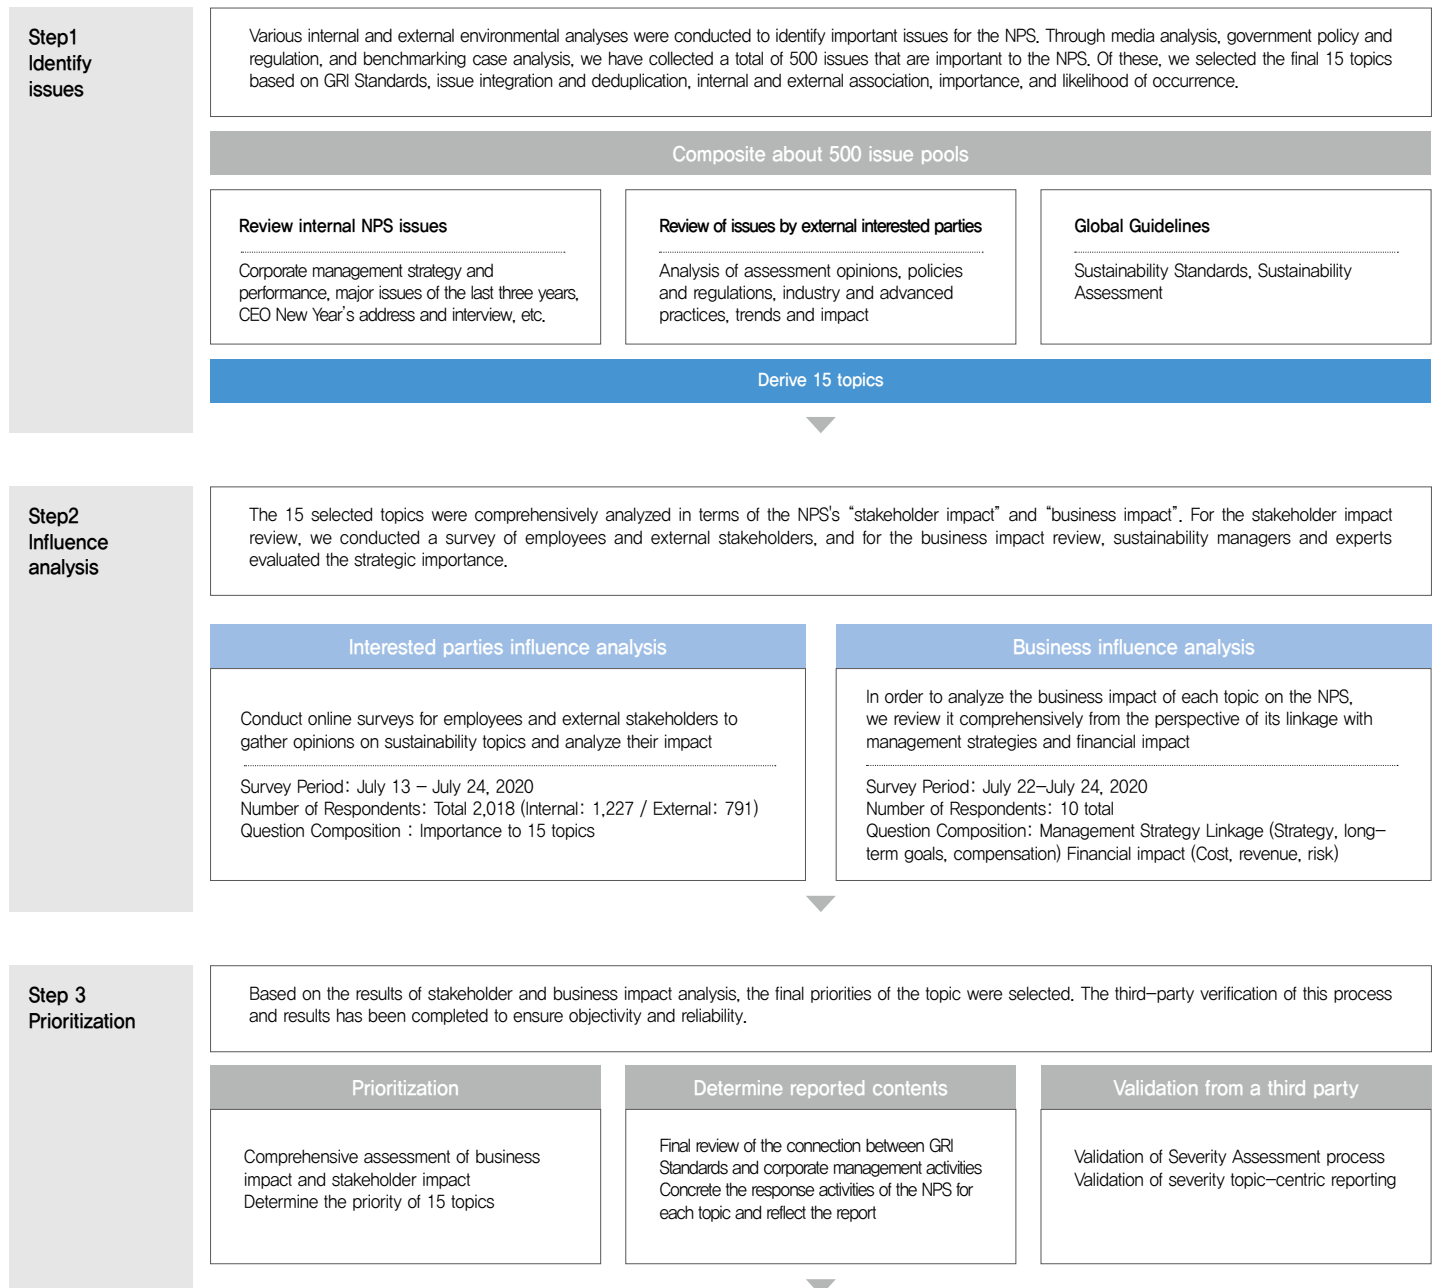 Step1
Identify
issues
Various internal and external environmental analyses were conducted to identify important issues for the NPS. Through media analysis, government policy and
regulation, and benchmarking case analysis, we have collected a total of 500 issues that are important to the NPS. Of these, we selected the final 15 topics
based on GRI Standards, issue integration and deduplication, internal and external association, importance, and likelihood of occurrence.
Composite about 500 issue pools
Review internal NPS issues
Corporate management strategy and
performance, major issues of the last three years,
CEO New Year's address and interview, etc.
Review of issues by external interested parties
Analysis of assessment opinions, policies
and regulations, industry and advanced
practices, trends and impact
Global Guidelines
Sustainability Standards, Sustainability
Assessment
Derive 15 topics
Step2
Influence
analysis
The 15 selected topics were comprehensively analyzed in terms of the NPS's “stakeholder impact” and “business impact”. For the stakeholder impact
review, we conducted a survey of employees and external stakeholders, and for the business impact review, sustainability managers and experts
evaluated the strategic importance.
Interested parties influence analysis
Conduct online surveys for employees and external stakeholders to
gather opinions on sustainability topics and analyze their impact
Survey Period: July 13 – July 24, 2020
Number of Respondents: Total 2,018 (Internal: 1,227 / External: 791)
Question Composition : Importance to 15 topics
Business influence analysis
In order to analyze the business impact of each topic on the NPS,
we review it comprehensively from the perspective of its linkage with
management strategies and financial impact
Survey Period: July 22–July 24, 2020
Number of Respondents: 10 total
Question Composition: Management Strategy Linkage (Strategy, long–
term goals, compensation) Financial impact (Cost, revenue, risk)
Step 3
Prioritization
Based on the results of stakeholder and business impact analysis, the final priorities of the topic were selected. The third–party verification of this process
and results has been completed to ensure objectivity and reliability.
Prioritization
Comprehensive assessment of business
impact and stakeholder impact
Determine the priority of 15 topics
Determine reported contents
Final review of the connection between GRI
Standards and corporate management activities
Concrete the response activities of the NPS for
each topic and reflect the report
Validation from a third party
Validation of Severity Assessment process
Validation of severity topic–centric reporting